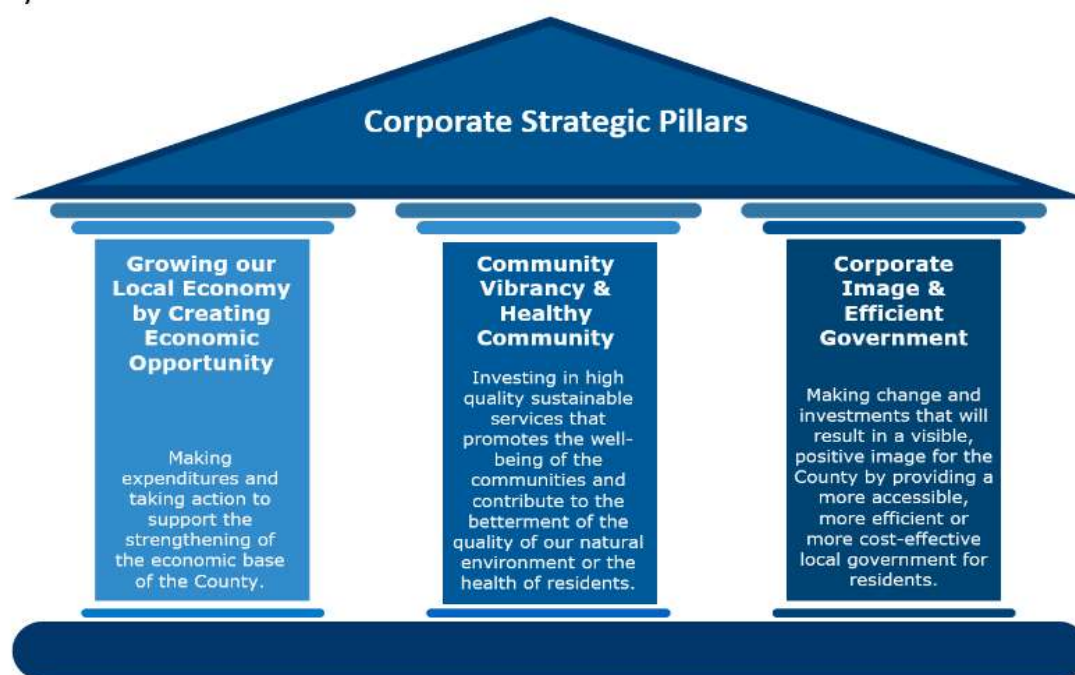 Corporate Strategic Pillars
Growing our
Local Economy
by Creating
Economic
Opportunity
Making
expenditures and
taking action to
support the
strengthening of
the economic base
of the County.
Community
Vibrancy &
Healthy
Community
Investing in high
quality sustainable
services that
promotes the well-
being of the
communities and
contribute to the
betterment of the
quality of our natural
environment or the
health of residents.
Corporate
Image &
Efficient
Government
Making change and
investments that will
result in a visible,
positive image for the
County by providing a
more accessible,
more efficient or
more cost-effective
local government for
residents.